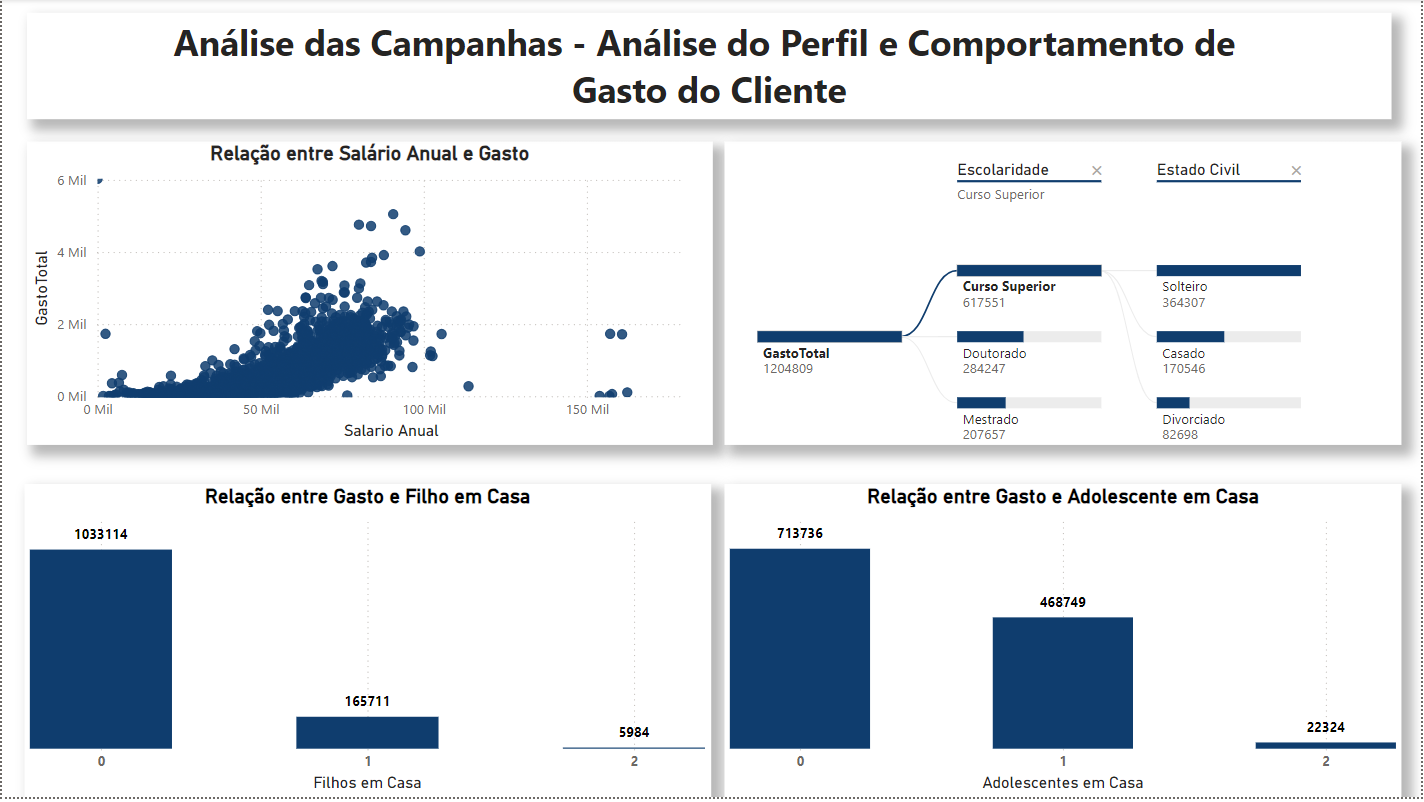 Análise das Campanhas - Análise do Perfil e Comportamento de
Gasto do Cliente
Relação entre Salário Anual e Gasto
6 Mil
4 Mil
2 Mil
0 Mil
GastoTotal
0 Mil
50 Mil
100 Mil
150 Mil
Salario Anual
Escolaridade
Curso Superior
Estado Civil
GastoTotal
1204809
Curso Superior
617551
Doutorado
284247
Mestrado
207657
Solteiro
364307
Casado
170546
Divorciado
82698
Relação entre Gasto e Filho em Casa
1033114
165711
5984
0
1
2
Filhos em Casa
Relação entre Gasto e Adolescente em Casa
713736
468749
22324
0
1
2
Adolescentes em Casa